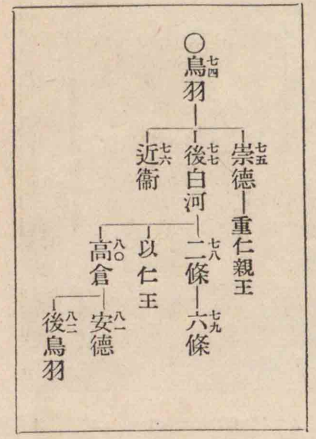 ○鳥羽七四
崇德七五
重仁親王
後白河七七
二條七八
六條七九
以仁王
高倉八〇
安德八一
後鳥羽八二
近衞七六